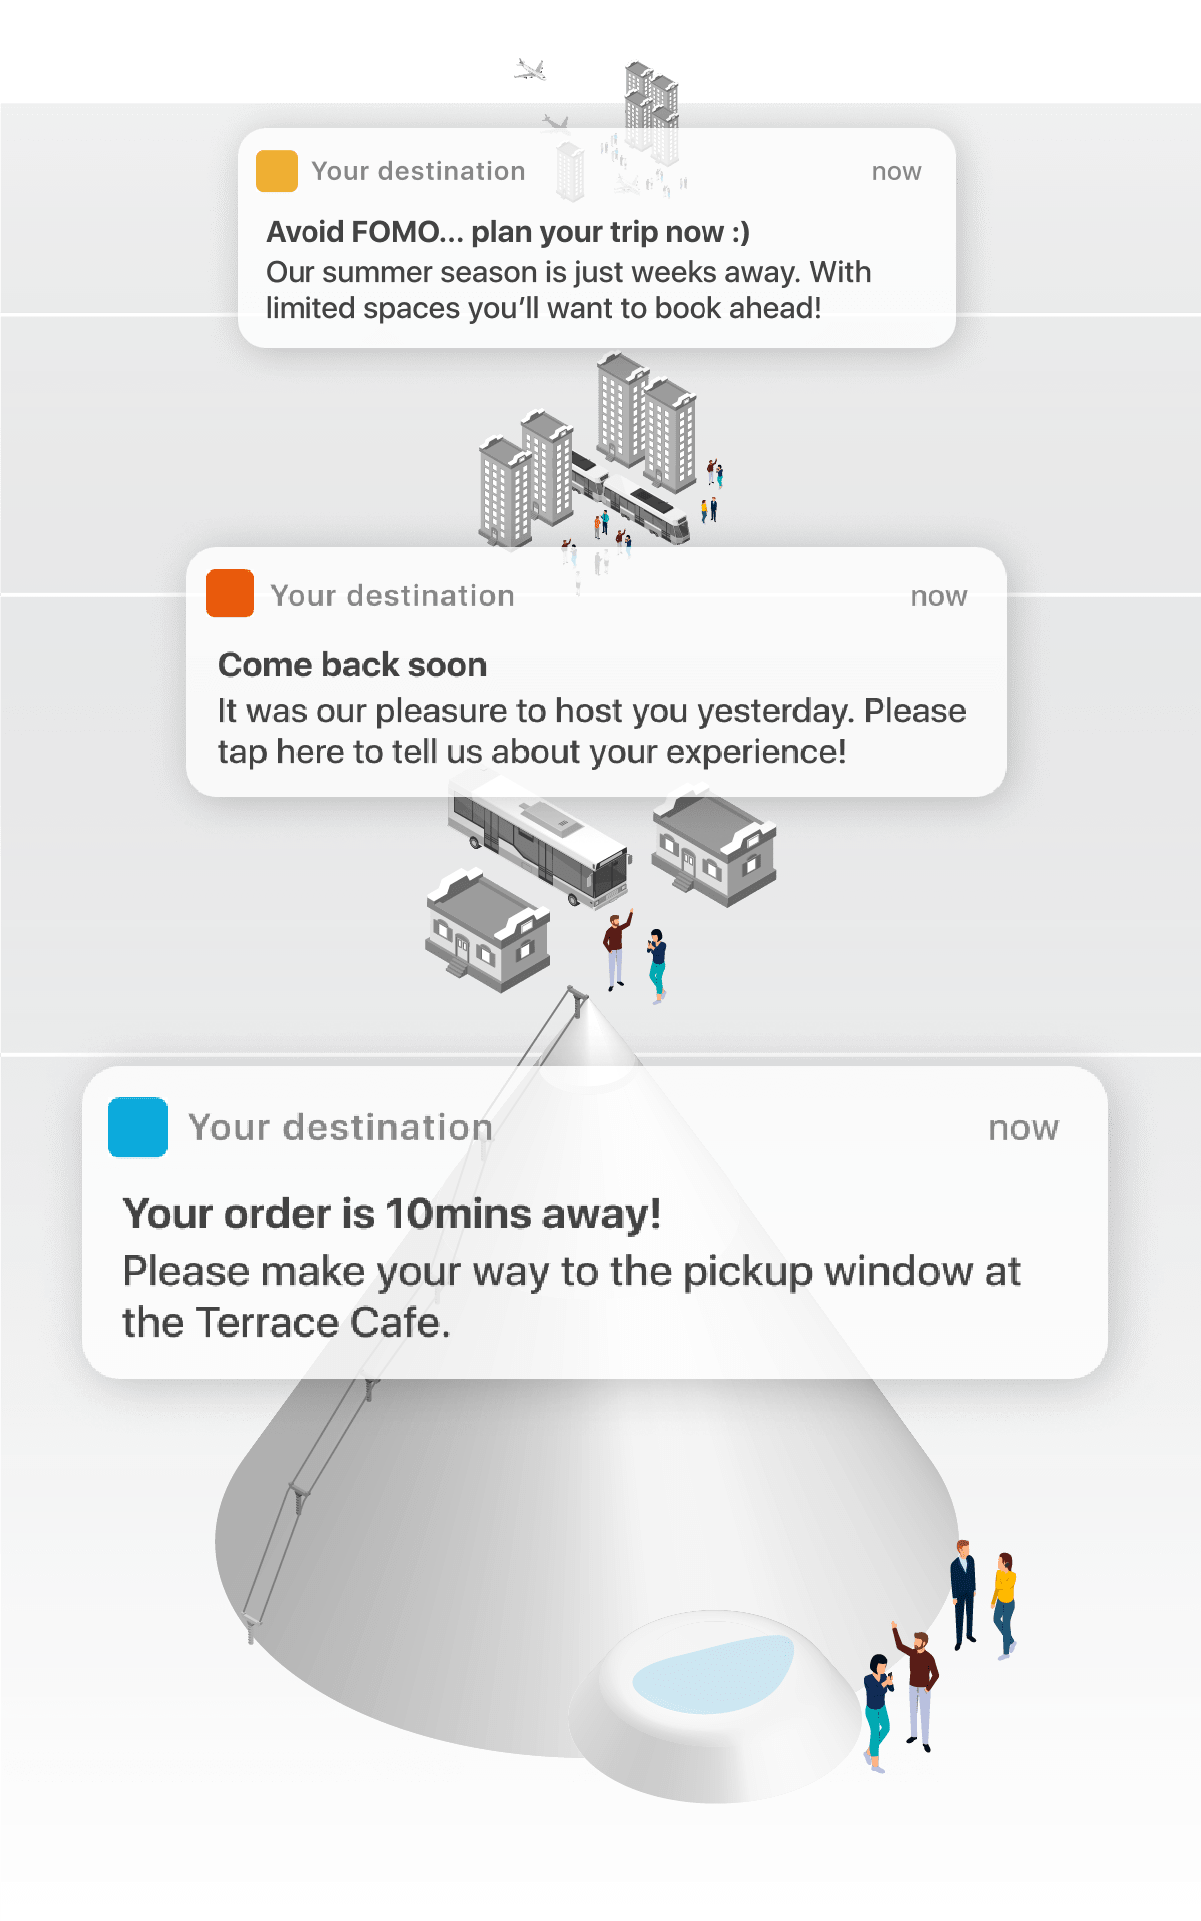 Your destination now
Avoid FOMO... plan your trip now :)
Our summer season is just weeks away. With
limited spaces you’ll want to book ahead!
Your destination now
Come back soon
It was our pleasure to host you yesterday. Please
tap here to tell us about your experience!
Your destination now
Your order is 10mins away!
Please make your way to the pickup window at
the Terrace Cafe.